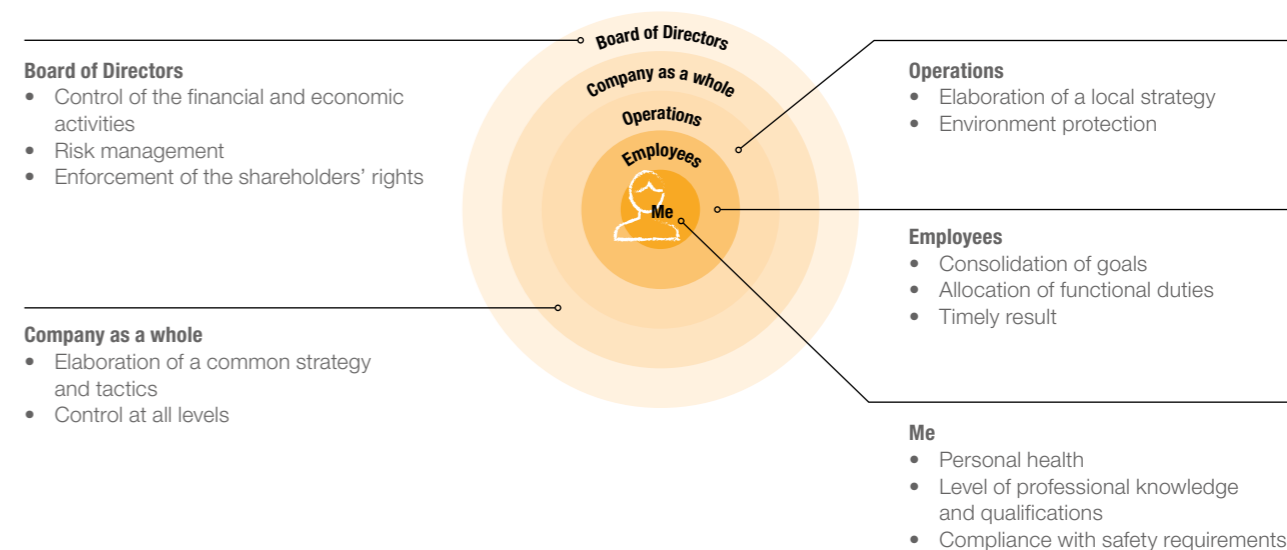 Board of Directors
Company as a whole
Operations
Employees
Me
Board of Directors
• Control of the financial and economic
activities
• Risk management
• Enforcement of the shareholders’ rights
Company as a whole
• Elaboration of a common strategy
and tactics
• Control at all levels
Operations
• Elaboration of a local strategy
• Environment protection
Employees
• Consolidation of goals
• Allocation of functional duties
• Timely result
Me
• Personal health
• Level of professional knowledge
and qualifications
• Compliance with safety requirements